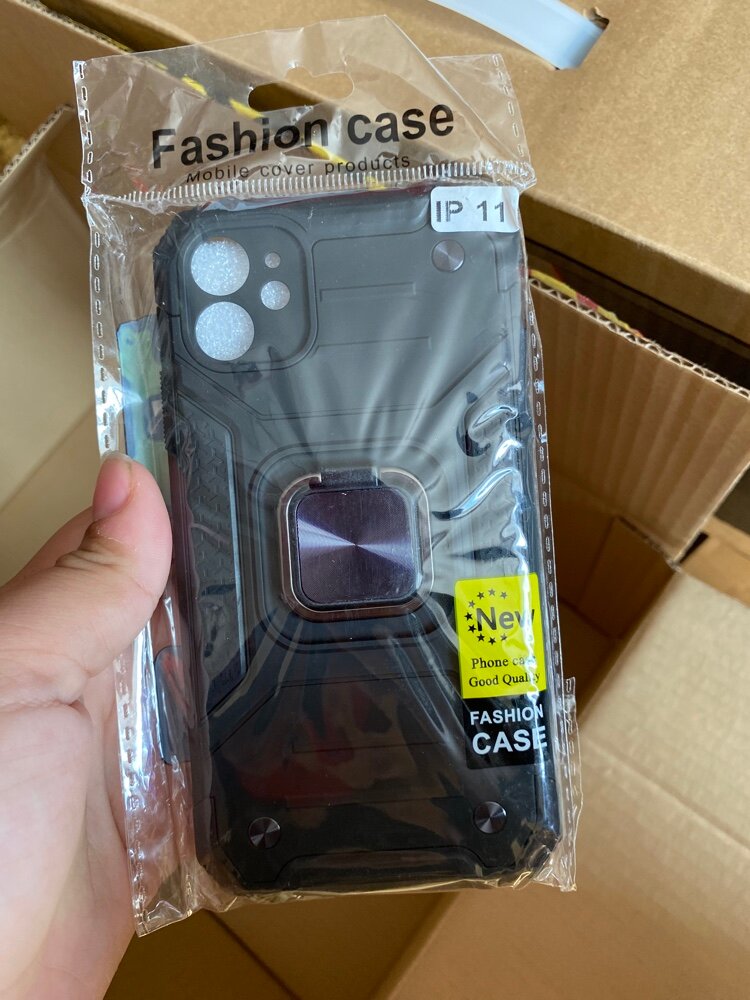 Fashion case
Mobile cover products
IP 11
New
Phone case
Good Quality
FASHION
CASE